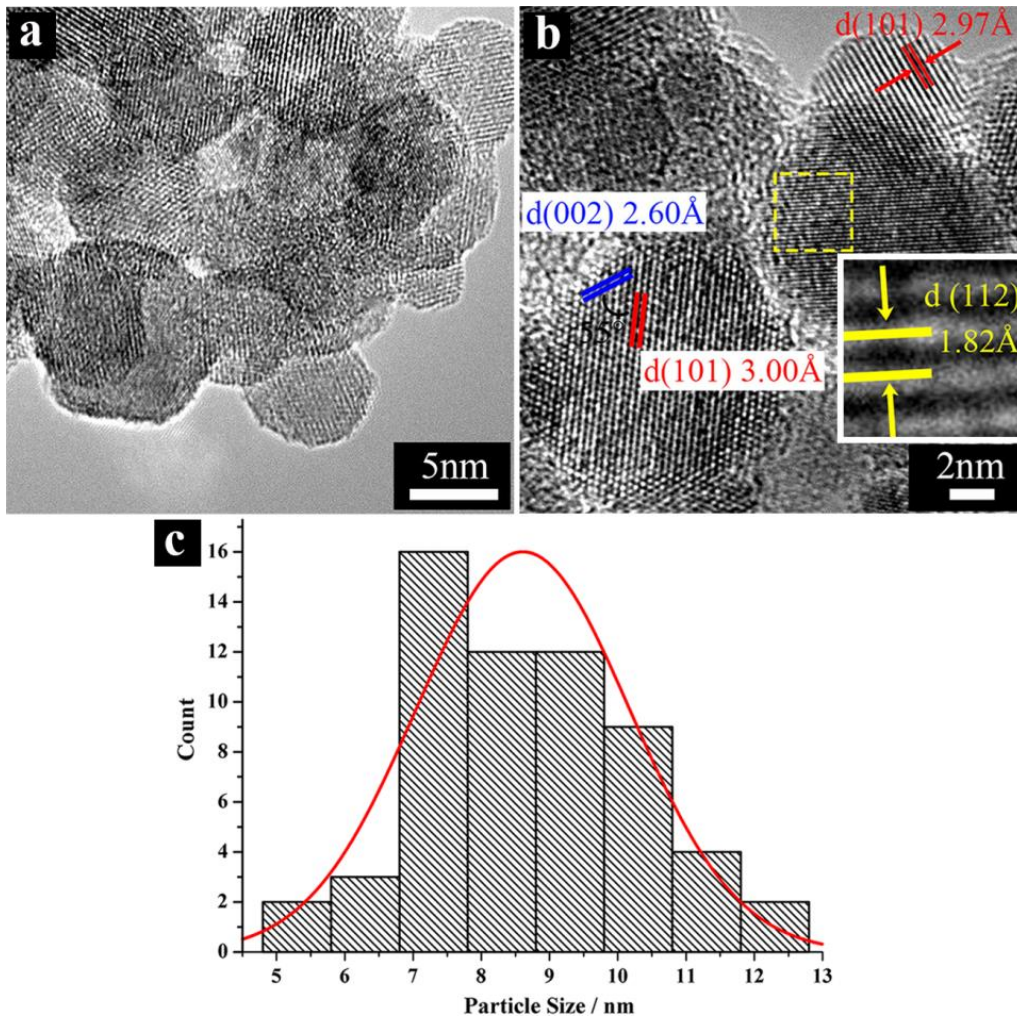 a
5nm
b
d(101) 2.97Å
d(002) 2.60Å
55°
d(101) 3.00Å
d (112)
1.82Å
2nm
c
16
14
12
10
8
6
4
2
0
Count
5 6 7 8 9 10 11 12 13
Particle Size / nm